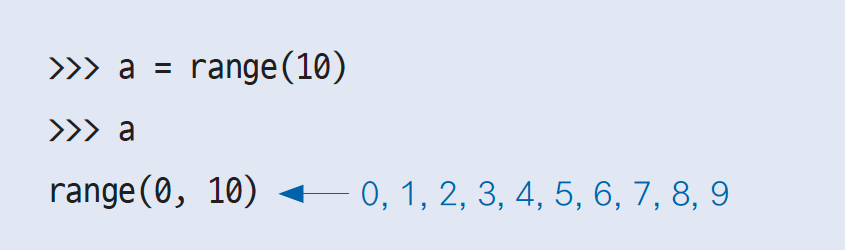 >>> a = range(10)
>>> a
range(0, 10) 0, 1, 2, 3, 4, 5, 6, 7, 8, 9